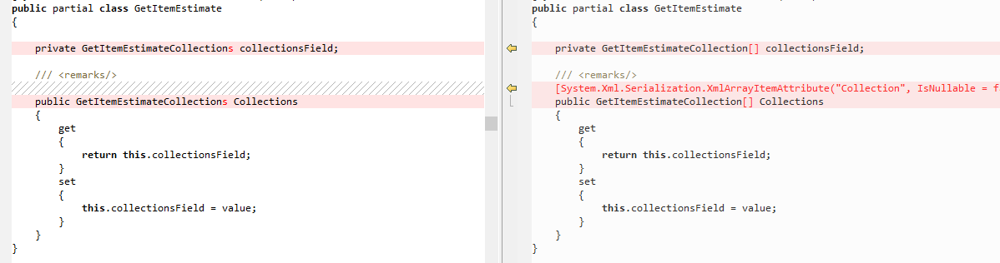 public partial class GetItemEstimate
{
private GetItemEstimateCollections collectionsField;
/// <remarks/>
public GetItemEstimateCollections Collections
{
get
{
return this.collectionsField;
}
set
{
this.collectionsField = value;
}
}
}
public partial class GetItemEstimate
{
private GetItemEstimateCollection[] collectionsField;
/// <remarks/>
[System.Xml.Serialization.XmlArrayItemAttribute("Collection", IsNullable = f
public GetItemEstimateCollection[] Collections
{
get
{
return this.collectionsField;
}
set
{
this.collectionsField = value;
}
}
}